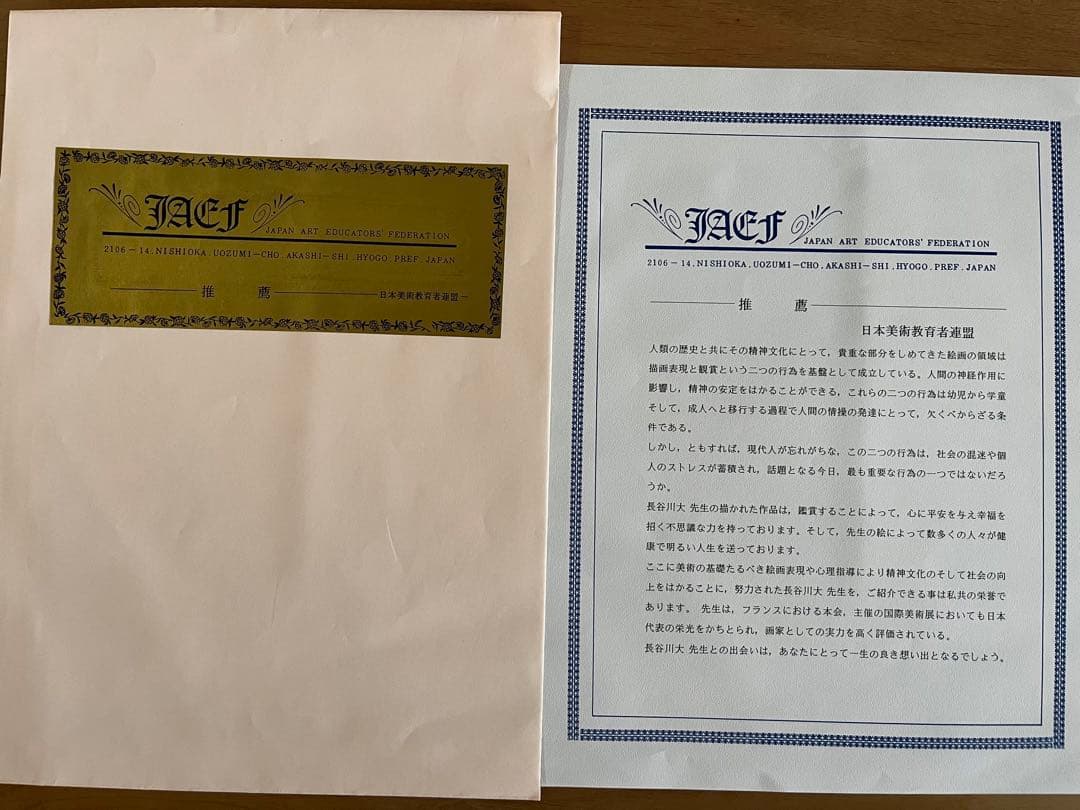 JAEF
JAPAN ART EDUCATORS' FEDERATION
2106－14.NISHIOKA.UOZUMI－CHO.AKASHI－SHI.HYOGO.PREF.JAPAN
推　薦
日本美術教育者連盟
JAEF
JAPAN ART EDUCATORS' FEDERATION
2106－14.NISHIOKA.UOZUMI－CHO.AKASHI－SHI.HYOGO.PREF.JAPAN
推　薦
日本美術教育者連盟
人類の歴史と共にその精神文化にとって，貴重な部分をしめてきた絵画の領域は
描画表現と観賞という二つの行為を基盤として成立している。人間の神経作用に
影響し，精神の安定をはかることができる，これらの二つの行為は幼児から学童
そして，成人へと移行する過程で人間の情操の発達にとって，欠くべからざる条
件である。
しかし，ともすれば，現代人が忘れがちな，この二つの行為は，社会の混迷や個
人のストレスが蓄積され，話題となる今日，最も重要な行為の一つではないだろ
うか。
長谷川大 先生の描かれた作品は，鑑賞することによって，心に平安を与え幸福を
招く不思議な力を持っております。そして，先生の絵によって数多くの人々が健
康で明るい人生を送っております。
ここに美術の基礎たるべき絵画表現や心理指導により精神文化のそして社会の向
上をはかることに，努力された長谷川大 先生を，ご紹介できる事は私共の栄誉で
あります。 先生は，フランスにおける本会，主催の国際美術展においても日本
代表の栄光をかちとられ，画家としての実力を高く評価されている。
長谷川大 先生との出会いは，あなたにとって一生の良き想い出となるでしょう。